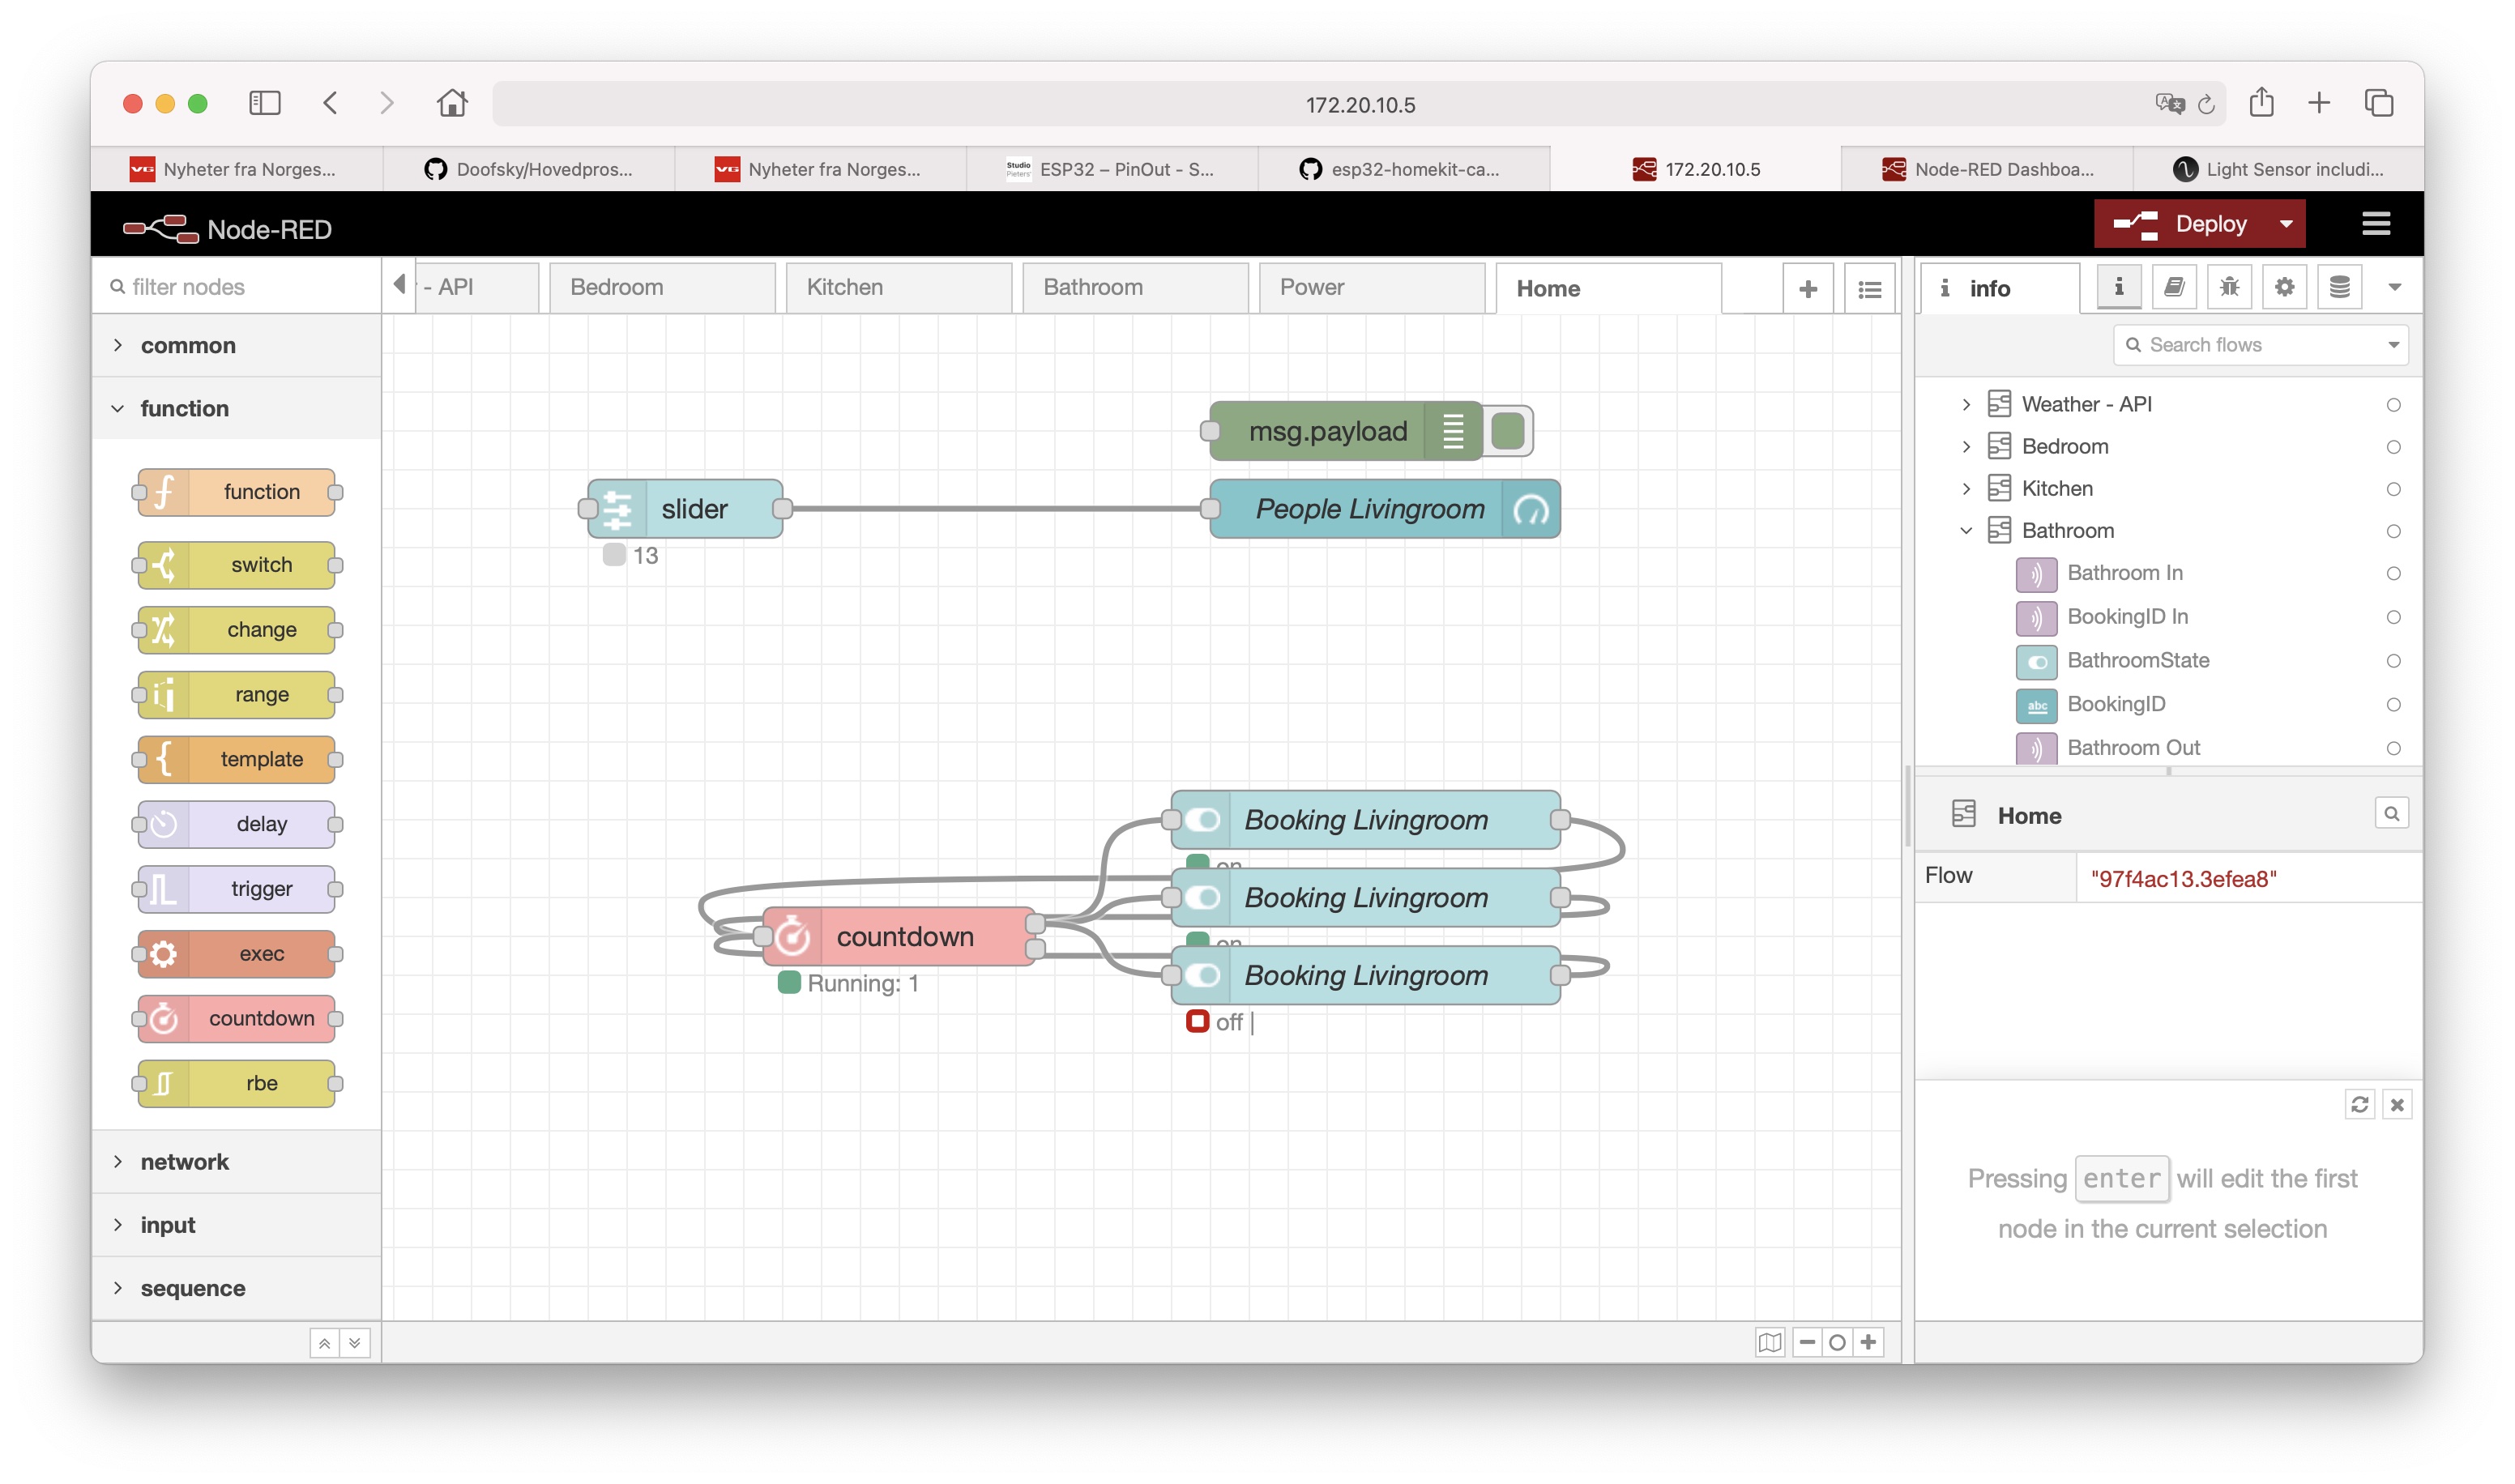 172.20.10.5
VG Nyheter fra Norges...
Doofsky/Hovedpros...
VG Nyheter fra Norges...
Studio Pieters ESP32 – PinOut - S...
esp32-homekit-ca...
172.20.10.5
Node-RED Dashboa...
Light Sensor includi...
Node-RED
Deploy
filter nodes
- API
Bedroom
Kitchen
Bathroom
Power
Home
i info
i
Search flows
common
function
function
switch
change
range
template
delay
trigger
exec
countdown
rbe
network
input
sequence
msg.payload
slider
People Livingroom
13
Booking Livingroom
on
Booking Livingroom
on
countdown
Booking Livingroom
Running: 1
off |
Weather - API
Bedroom
Kitchen
Bathroom
Bathroom In
BookingID In
BathroomState
abc BookingID
Bathroom Out
Home
Flow "97f4ac13.3efea8"
Pressing enter will edit the first
node in the current selection